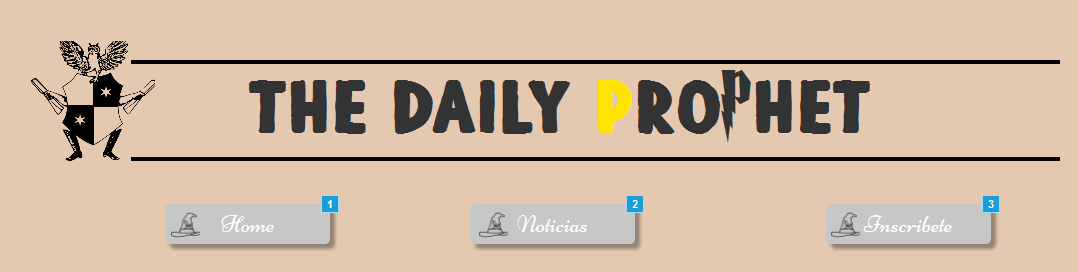 THE DAILY PROPHET
1 2 3
Home Noticias Inscribete